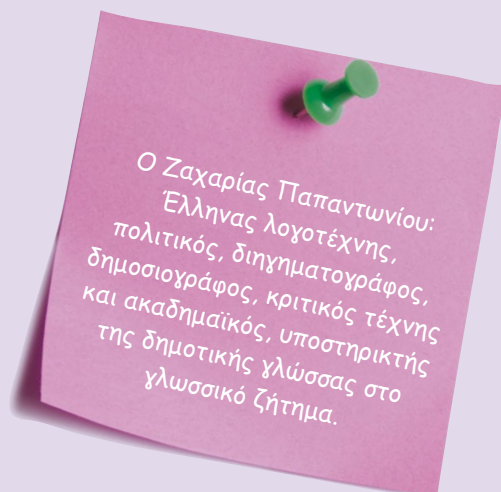 Ο Ζαχαρίας Παπαντωνίου:
Έλληνας λογοτέχνης,
πολιτικός, διηγηματογράφος,
δημοσιογράφος, κριτικός τέχνης
και ακαδημαϊκός, υποστηρικτής
της δημοτικής γλώσσας στο
γλωσσικό ζήτημα.